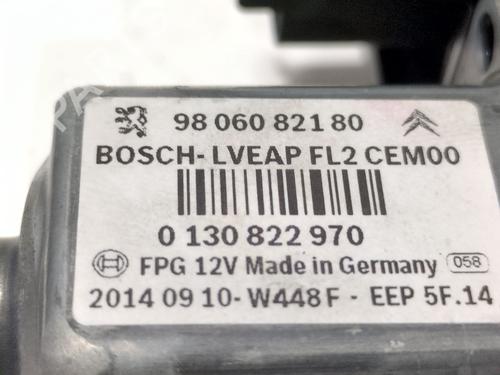 98 060 821 80
BOSCH- LVEAP FL2 CEM00
0 130 822 970
FPG 12V Made in Germany 058
2014 09 10- W448F - EEP 5F.14